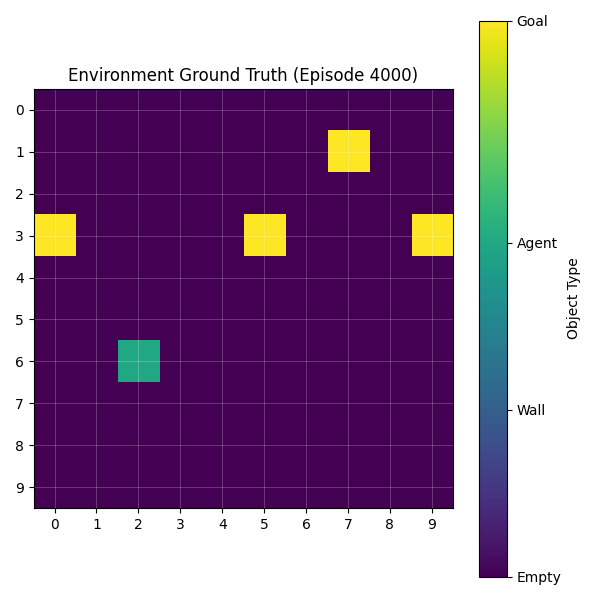 Environment Ground Truth (Episode 4000)
0
1
2
3
4
5
6
7
8
9
0 1 2 3 4 5 6 7 8 9
Goal
Agent
Wall
Empty
Object Type